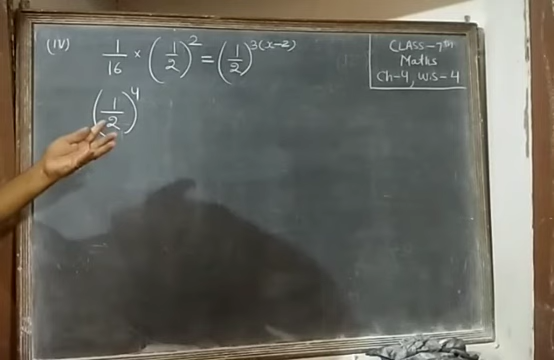 (IV) 1/16 × (1/2)² = (1/2)³⁽ˣ⁻²⁾
(1/2)⁴
CLASS-7th
Maths
Ch-4, W.S-4